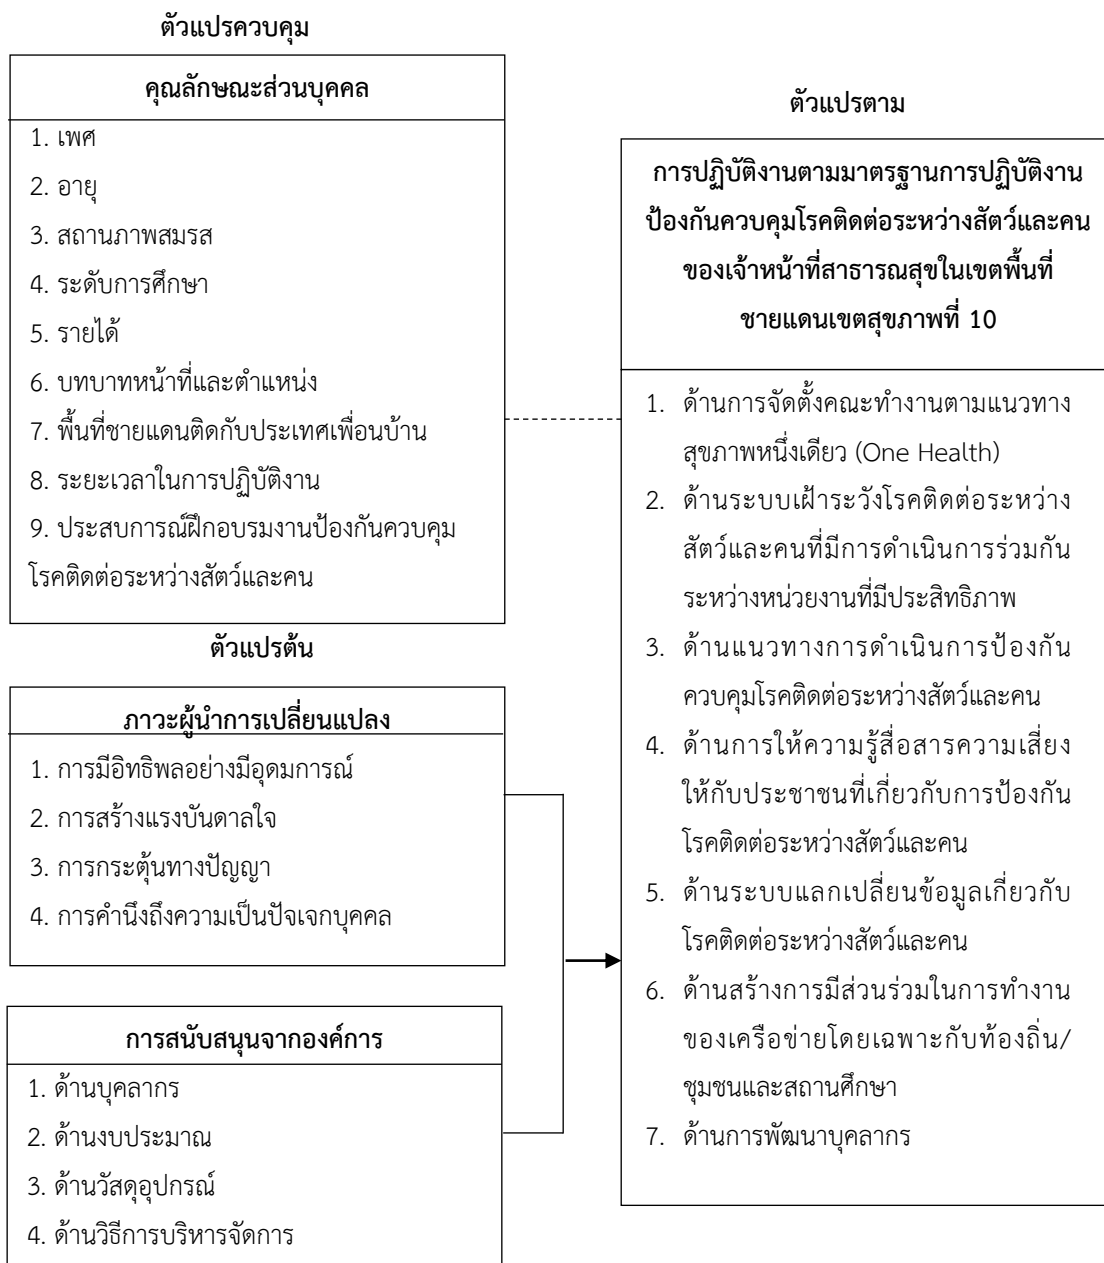 ตัวแปรควบคุม
คุณลักษณะส่วนบุคคล
1. เพศ
2. อายุ
3. สถานภาพสมรส
4. ระดับการศึกษา
5. รายได้
6. บทบาทหน้าที่และตำแหน่ง
7. พื้นที่ชายแดนติดกับประเทศเพื่อนบ้าน
8. ระยะเวลาในการปฏิบัติงาน
9. ประสบการณ์ฝึกอบรมงานป้องกันควบคุม
โรคติดต่อระหว่างสัตว์และคน
ตัวแปรต้น
ภาวะผู้นำการเปลี่ยนแปลง
1. การมีอิทธิพลอย่างมีอุดมการณ์
2. การสร้างแรงบันดาลใจ
3. การกระตุ้นทางปัญญา
4. การคำนึงถึงความเป็นปัจเจกบุคคล
การสนับสนุนจากองค์การ
1. ด้านบุคลากร
2. ด้านงบประมาณ
3. ด้านวัสดุอุปกรณ์
4. ด้านวิธีการบริหารจัดการ
ตัวแปรตาม
การปฏิบัติงานตามมาตรฐานการปฏิบัติงาน
ป้องกันควบคุมโรคติดต่อระหว่างสัตว์และคน
ของเจ้าหน้าที่สาธารณสุขในเขตพื้นที่
ชายแดนเขตสุขภาพที่ 10
1. ด้านการจัดตั้งคณะทำงานตามแนวทาง
สุขภาพหนึ่งเดียว (One Health)
2. ด้านระบบเฝ้าระวังโรคติดต่อระหว่าง
สัตว์และคนที่มีการดำเนินการร่วมกัน
ระหว่างหน่วยงานที่มีประสิทธิภาพ
3. ด้านแนวทางการดำเนินการป้องกัน
ควบคุมโรคติดต่อระหว่างสัตว์และคน
4. ด้านการให้ความรู้สื่อสารความเสี่ยง
ให้กับประชาชนที่เกี่ยวกับการป้องกัน
โรคติดต่อระหว่างสัตว์และคน
5. ด้านระบบแลกเปลี่ยนข้อมูลเกี่ยวกับ
โรคติดต่อระหว่างสัตว์และคน
6. ด้านสร้างการมีส่วนร่วมในการทำงาน
ของเครือข่ายโดยเฉพาะกับท้องถิ่น/
ชุมชนและสถานศึกษา
7. ด้านการพัฒนาบุคลากร